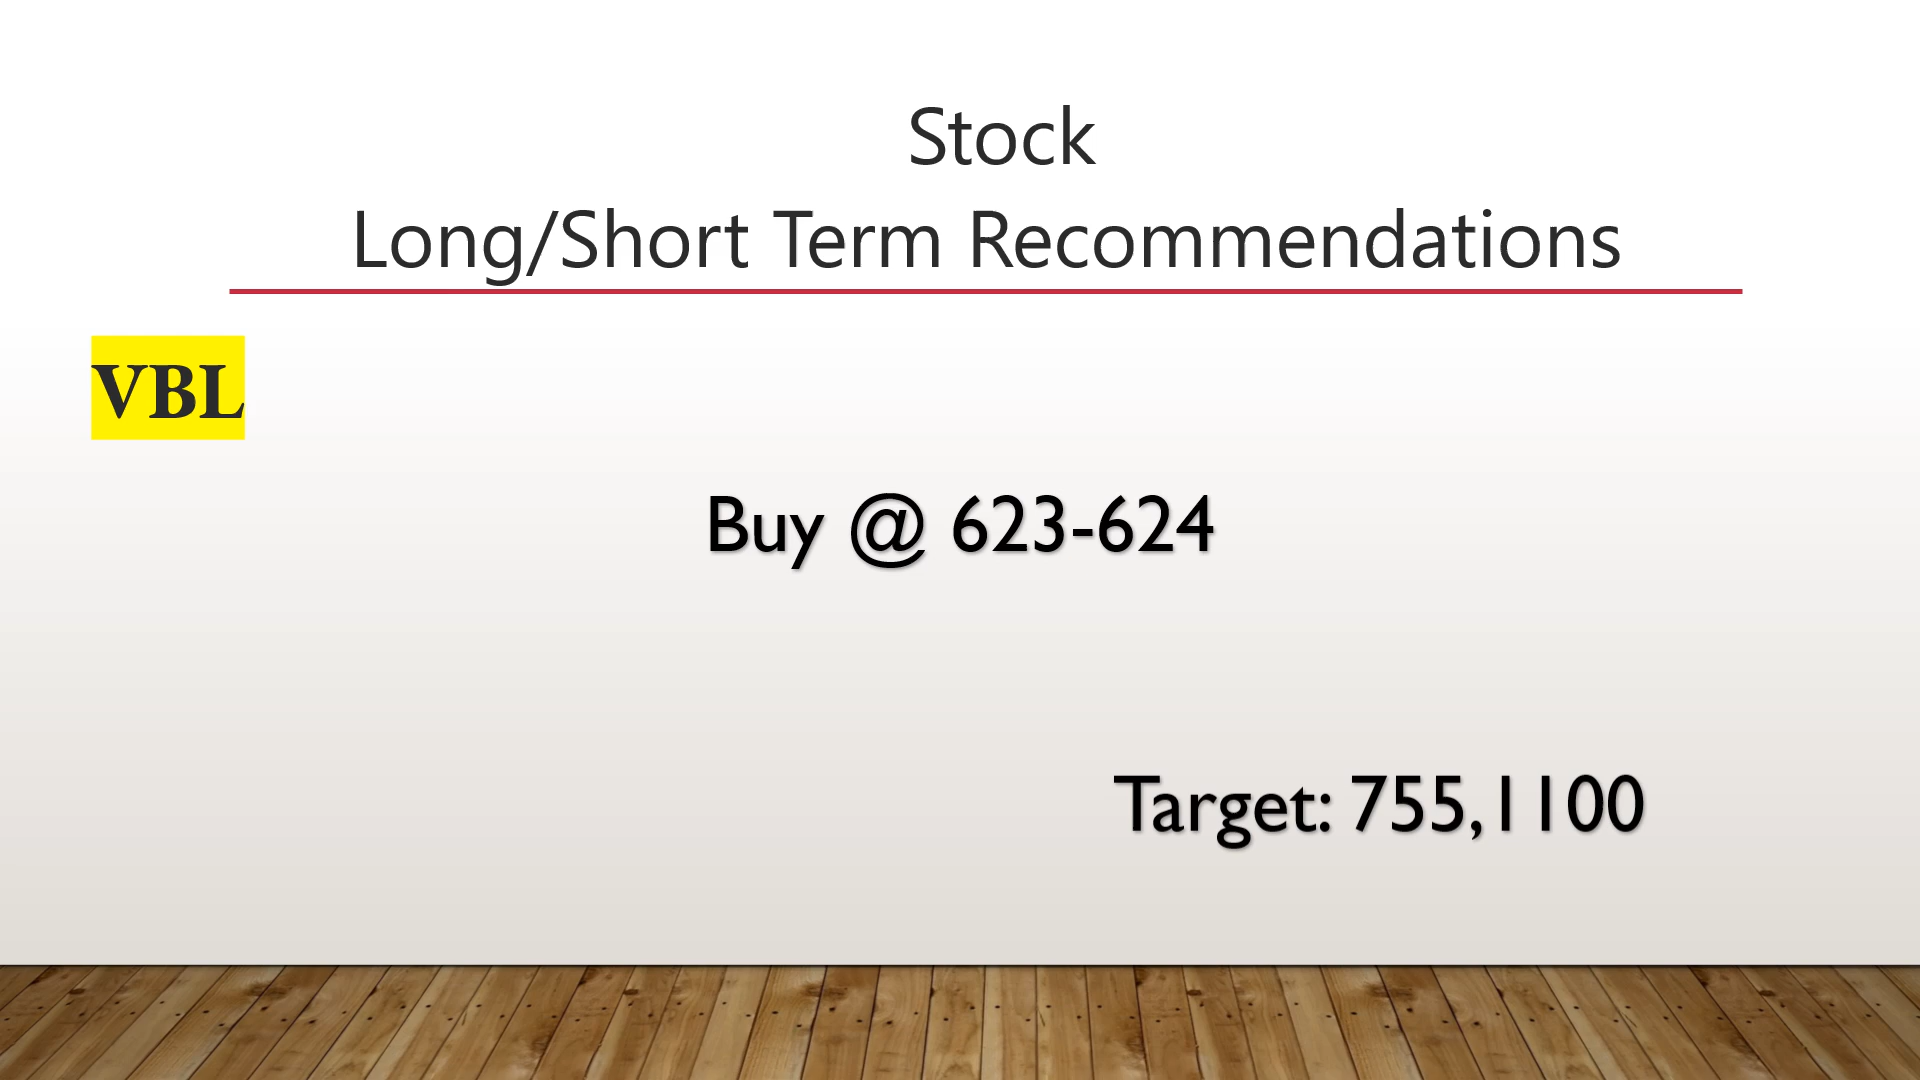 Stock
Long/Short Term Recommendations
VBL
Buy @ 623-624
Target: 755,1100